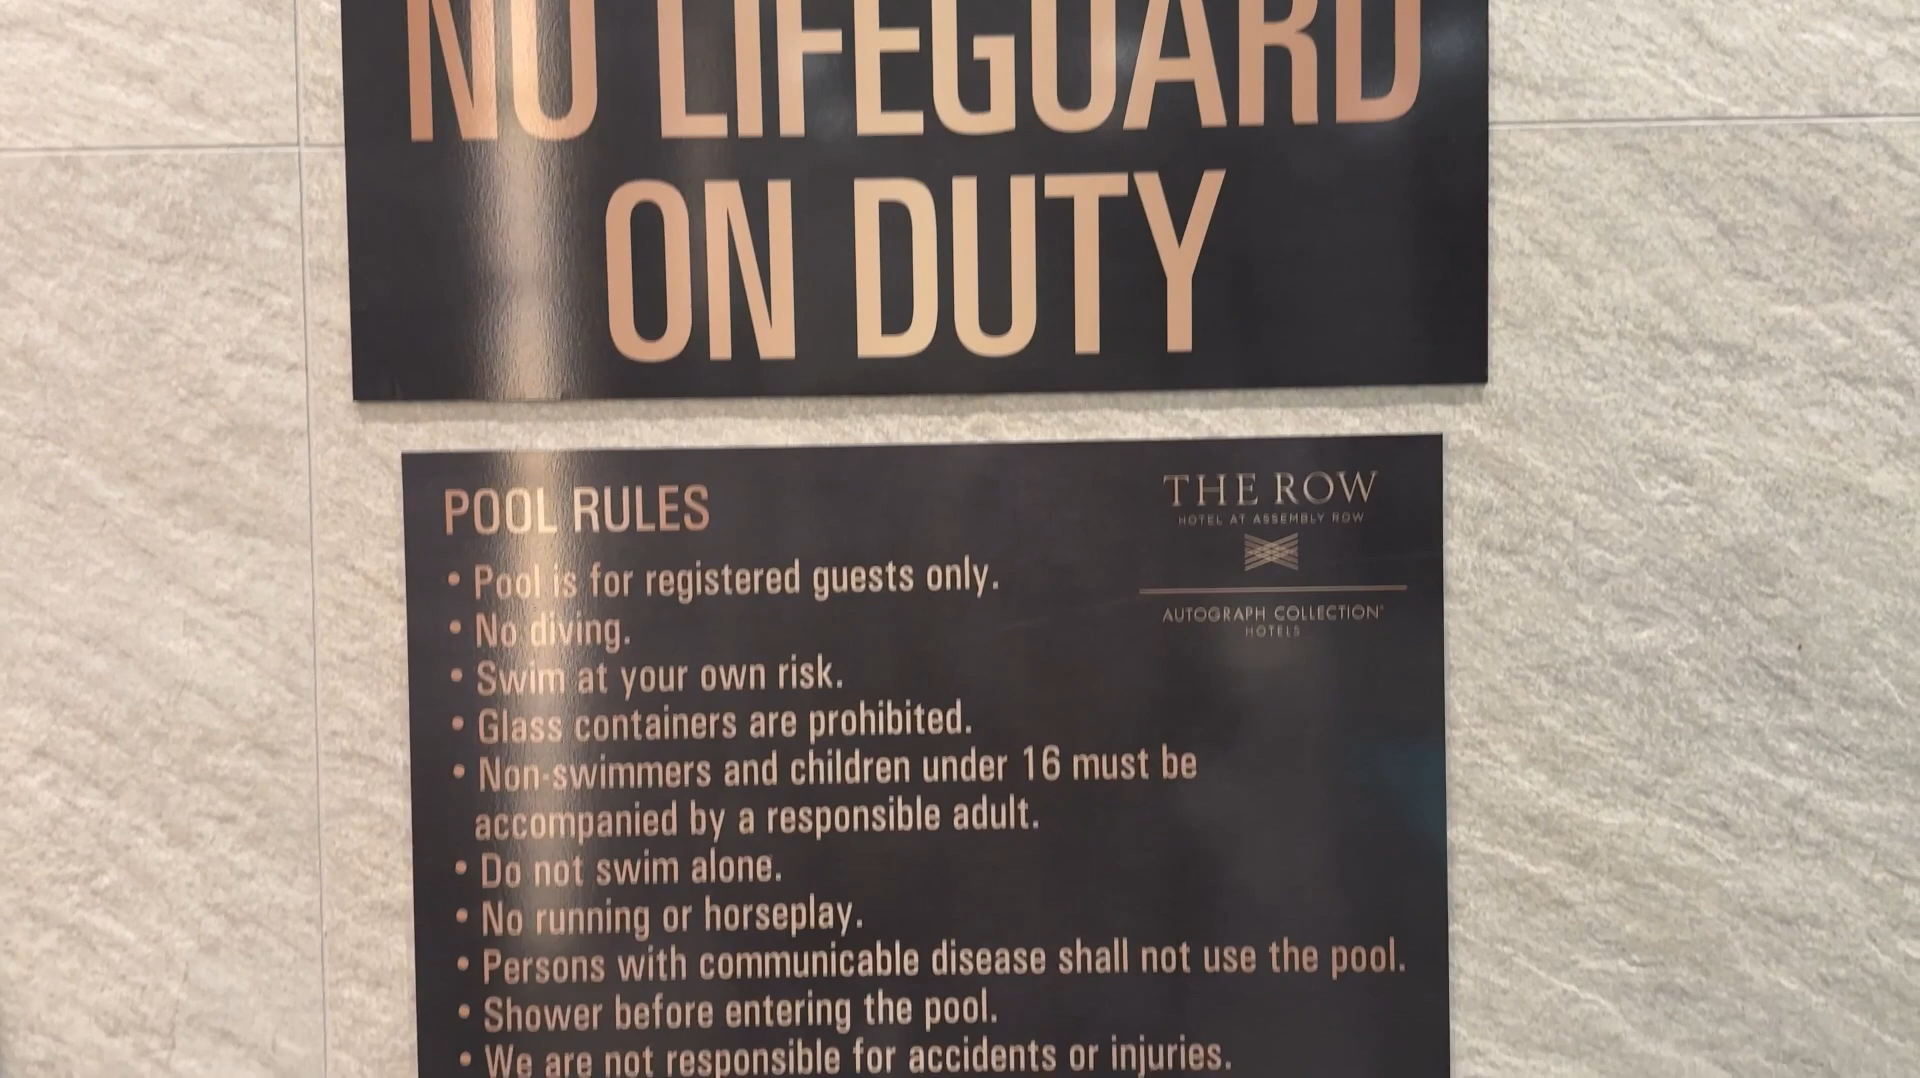 NO LIFEGUARD
ON DUTY
POOL RULES
THE ROW
HOTEL AT ASSEMBLY ROW
AUTOGRAPH COLLECTION®
HOTELS
• Pool is for registered guests only.
• No diving.
• Swim at your own risk.
• Glass containers are prohibited.
• Non-swimmers and children under 16 must be
accompanied by a responsible adult.
• Do not swim alone.
• No running or horseplay.
• Persons with communicable disease shall not use the pool.
• Shower before entering the pool.
• We are not responsible for accidents or injuries.